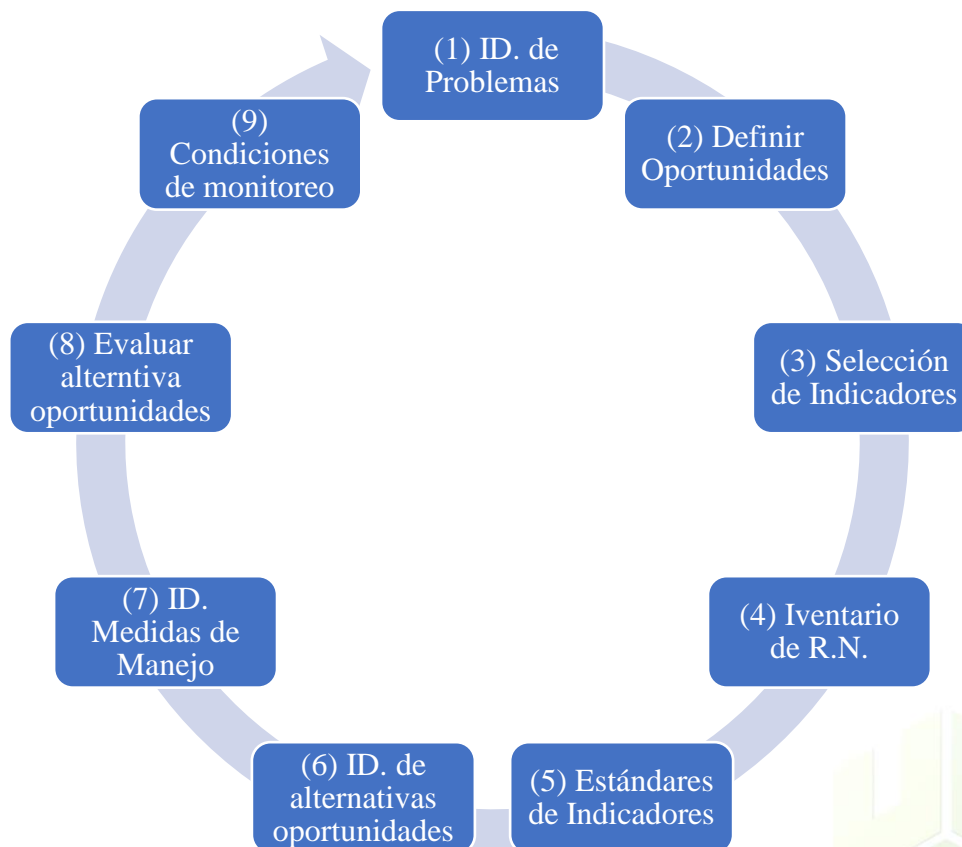 (1) ID. de
Problemas
(2) Definir
Oportunidades
(3) Selección
de Indicadores
(4) Iventario
de R.N.
(5) Estándares
de Indicadores
(6) ID. de
alternativas
oportunidades
(7) ID.
Medidas de
Manejo
(8) Evaluar
alterntiva
oportunidades
(9)
Condiciones
de monitoreo